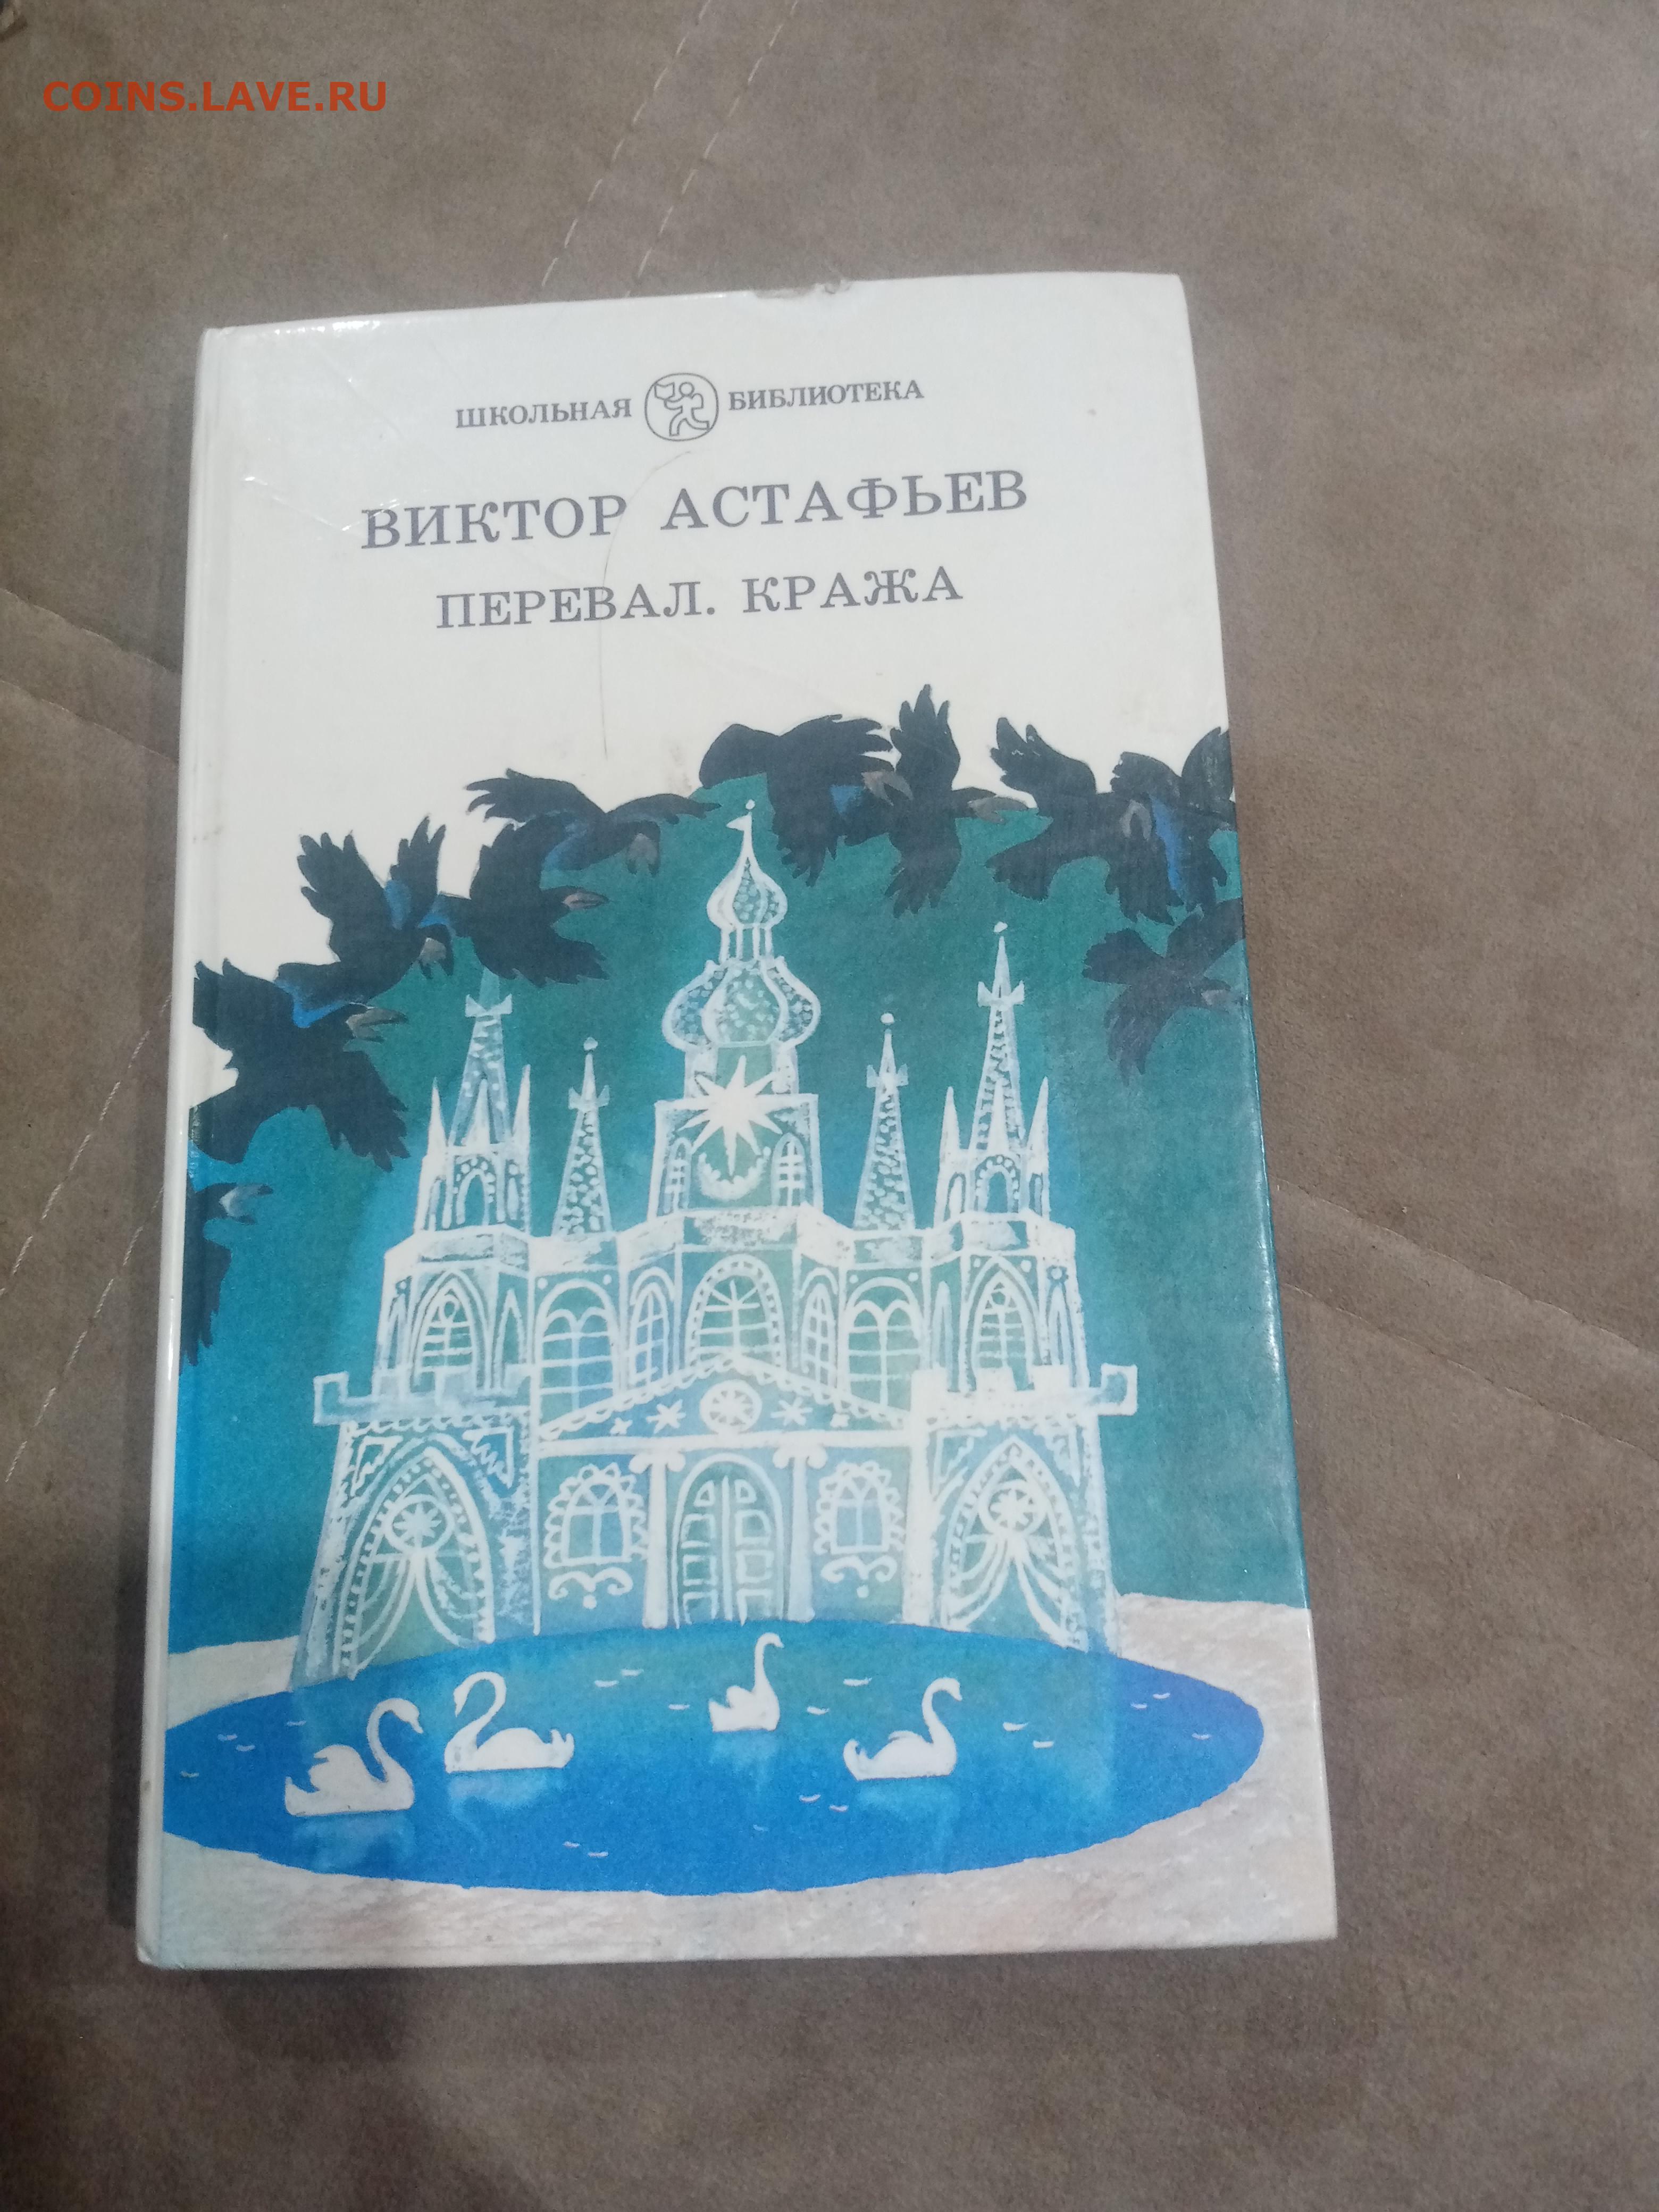 COINS.LAVE.RU
ШКОЛЬНАЯ БИБЛИОТЕКА
ВИКТОР АСТАФЬЕВ
ПЕРЕВАЛ. КРАЖА